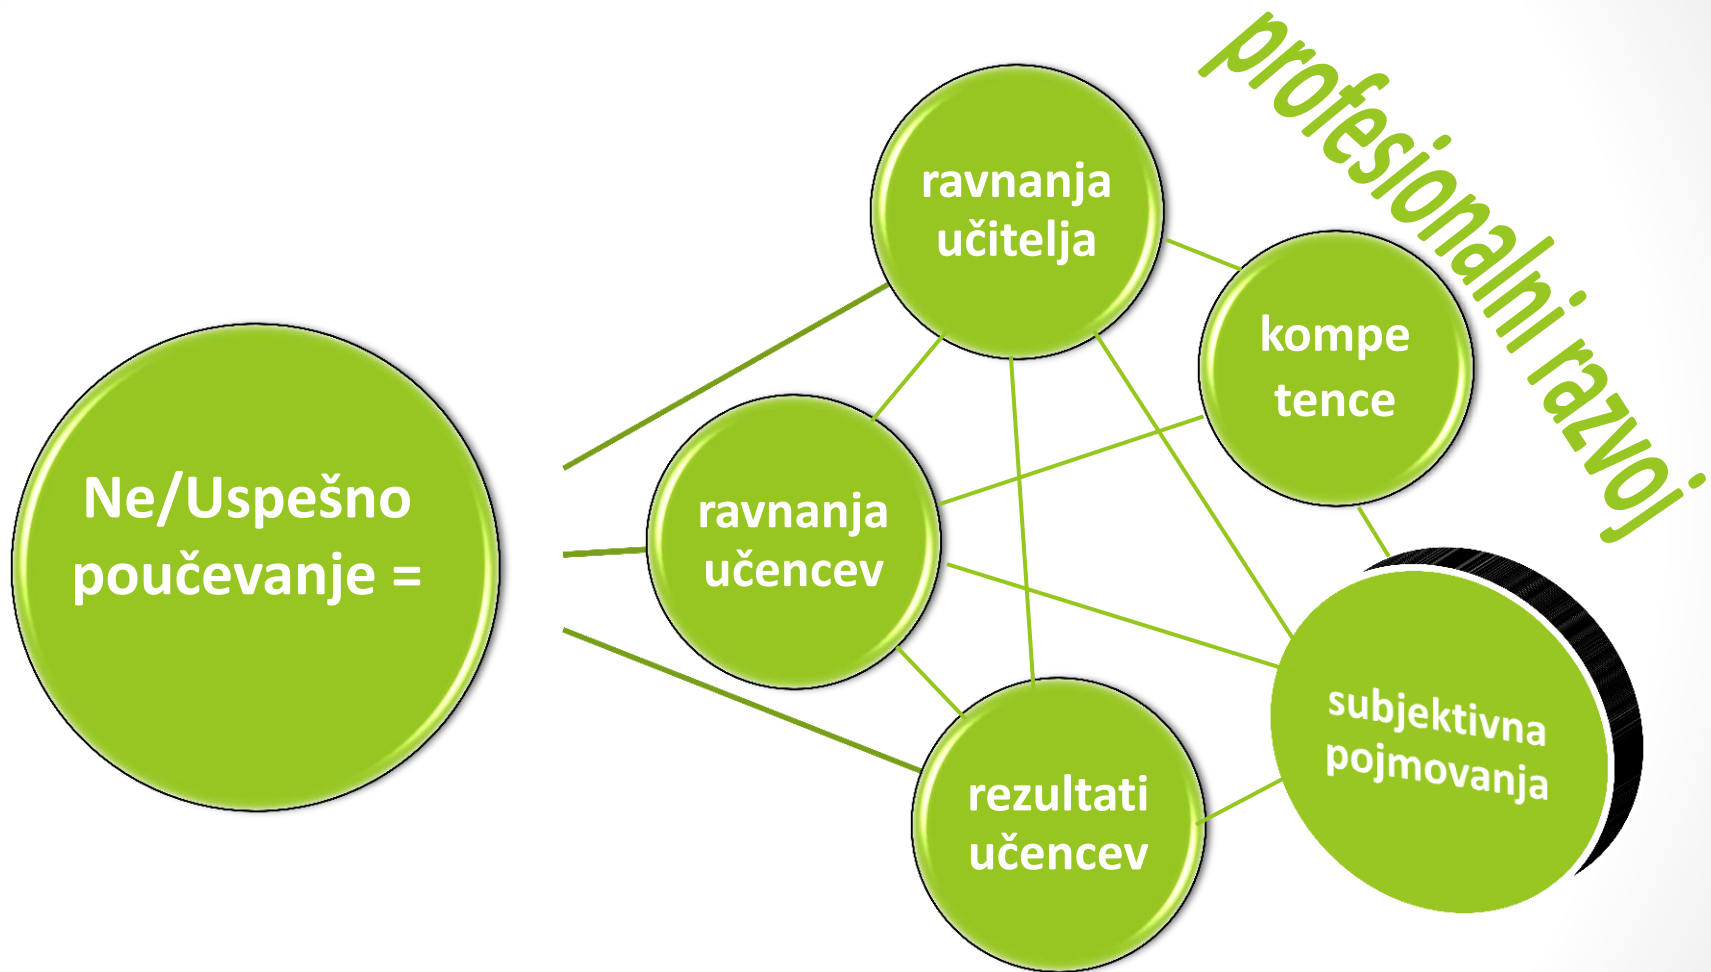 Ne/Uspešno
poučevanje =
ravnanja
učitelja
ravnanja
učencev
rezultati
učencev
kompe
tence
subjektivna
pojmovanja
profesionalni razvoj